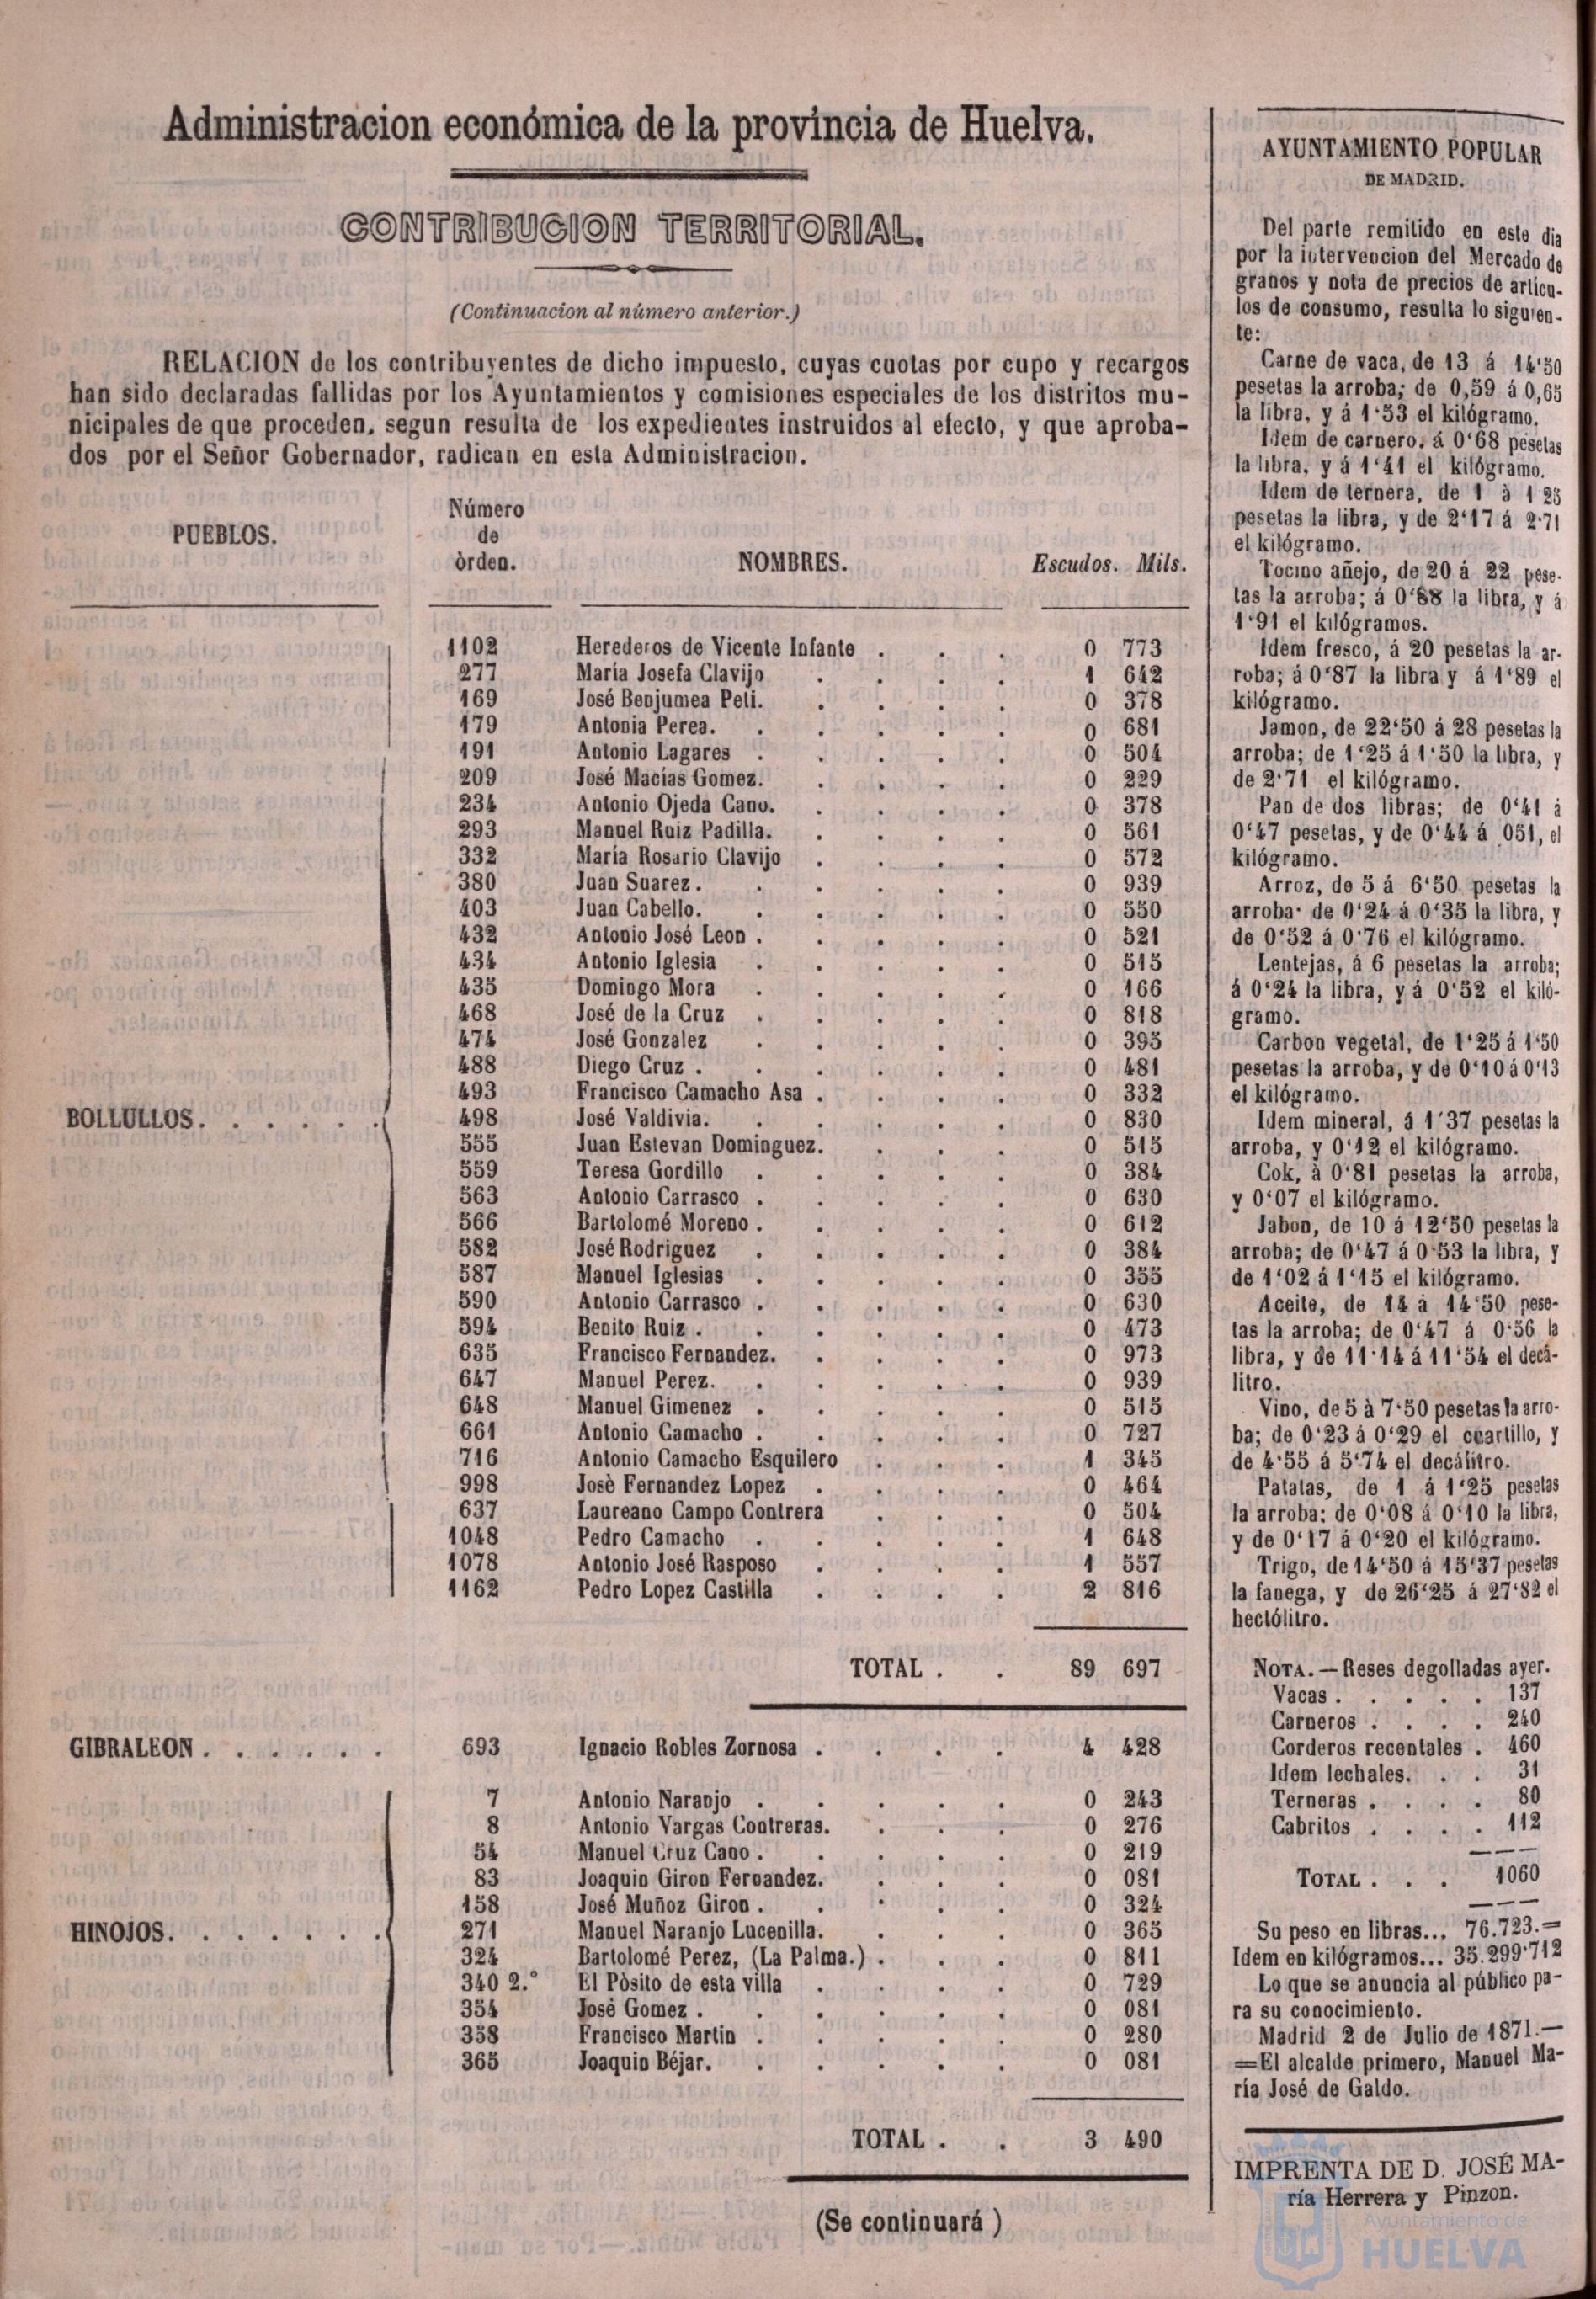 Administracion económica de la provincia de Huelva.
CONTRIBUCION TERRITORIAL.
(Continuacion al número anterior.)
RELACION de los contribuyentes de dicho impuesto, cuyas cuotas por cupo y recargos
han sido declaradas fallidas por los Ayuntamientos y comisiones especiales de los distritos mu-
nicipales de que proceden, segun resulta de los expedientes instruidos al efecto, y que aproba-
dos por el Señor Gobernador, radican en esta Administracion.
PUEBLOS.
Número
de
òrden.
NOMBRES.
Escudos. Mils.
1102 Herederos de Vicente Infante . . . 0 773
277 María Josefa Clavijo . . . . 1 642
169 José Benjumea Peti. . . . . 0 378
179 Antonia Perea. . . . . . 0 681
191 Antonio Lagares . . . . . 0 504
209 José Macías Gomez. . . . . 0 229
234 Antonio Ojeda Cano. . . . . 0 378
293 Manuel Ruiz Padilla. . . . . 0 561
332 María Rosario Clavijo . . . . 0 572
380 Juan Suarez . . . . . . 0 939
403 Juan Cabello. . . . . . 0 550
432 Antonio José Leon . . . . . 0 521
434 Antonio Iglesia . . . . . 0 515
435 Domingo Mora . . . . . 0 166
468 José de la Cruz . . . . . 0 818
474 José Gonzalez . . . . . 0 395
488 Diego Cruz . . . . . . 0 481
493 Francisco Camacho Asa . . . . 0 332
BOLLULLOS. . . . . . 498 José Valdivia. . . . . . 0 830
555 Juan Estevan Dominguez. . . . 0 515
559 Teresa Gordillo . . . . . 0 384
563 Antonio Carrasco . . . . . 0 630
566 Bartolomé Moreno . . . . . 0 612
582 José Rodriguez . . . . . 0 384
587 Manuel Iglesias . . . . . 0 355
590 Antonio Carrasco . . . . . 0 630
594 Benito Ruiz . . . . . . 0 473
635 Francisco Fernandez. . . . . 0 973
647 Manuel Perez. . . . . . 0 939
648 Manuel Gimenez . . . . . 0 515
661 Antonio Camacho . . . . . 0 727
716 Antonio Camacho Esquilero . . . 1 345
998 Josè Fernandez Lopez . . . . 0 464
637 Laureano Campo Contrera . . . 0 504
1048 Pedro Camacho . . . . . 1 648
1078 Antonio José Rasposo . . . . 1 557
1162 Pedro Lopez Castilla . . . . 2 816
TOTAL . . 89 697
GIBRALEON . . . . . . 693 Ignacio Robles Zornosa . . . . 4 428
7 Antonio Naranjo . . . . . 0 243
8 Antonio Vargas Contreras. . . . 0 276
54 Manuel Cruz Cano . . . . . 0 219
83 Joaquin Giron Fernandez. . . . 0 081
158 José Muñoz Giron . . . . . 0 324
HINOJOS. . . . . . . 271 Manuel Naranjo Lucenilla. . . . 0 365
324 Bartolomé Perez, (La Palma.) . . . 0 811
340 2.° El Pòsito de esta villa . . . . 0 729
354 José Gomez . . . . . . 0 081
358 Francisco Martin . . . . . 0 280
365 Joaquin Béjar. . . . . . 0 081
TOTAL . . 3 490
(Se continuará )
AYUNTAMIENTO POPULAR
DE MADRID.
Del parte remitido en este dia
por la intervencion del Mercado de
granos y nota de precios de artícu-
los de consumo, resulta lo siguien-
te:
Carne de vaca, de 13 á 14'50
pesetas la arroba; de 0,59 á 0,65
la libra, y á 1'33 el kilógramo.
Idem de carnero, á 0'68 pesetas
la libra, y á 1'41 el kilógramo.
Idem de ternera, de 1 à 1 25
pesetas la libra, y de 2'17 á 2'71
el kilógramo.
Tocino añejo, de 20 á 22 pese-
tas la arroba; á 0'88 la libra, y á
1'91 el kilógramos.
Idem fresco, á 20 pesetas la ar-
roba; á 0'87 la libra y á 1'89 el
kilógramo.
Jamon, de 22'50 á 28 pesetas la
arroba; de 1'25 á 1'50 la libra, y
de 2'71 el kilógramo.
Pan de dos libras; de 0'41 á
0'47 pesetas, y de 0'44 á 051, el
kilógramo.
Arroz, de 5 á 6'50 pesetas la
arroba· de 0'24 á 0'35 la libra, y
de 0'52 á 0'76 el kilógramo.
Lentejas, á 6 pesetas la arroba;
á 0'24 la libra, y á 0'52 el kiló-
gramo.
Carbon vegetal, de 1'25 á 1'50
pesetas la arroba, y de 0'10 á 0'13
el kilógramo.
Idem mineral, á 1'37 pesetas la
arroba, y 0'12 el kilógramo.
Cok, à 0'81 pesetas la arroba,
y 0'07 el kilógramo.
Jabon, de 10 á 12'50 pesetas la
arroba; de 0'47 á 0'53 la libra, y
de 1'02 á 1'15 el kilógramo.
Aceite, de 14 à 14'50 pese-
tas la arroba; de 0'47 á 0'56 la
libra, y de 11'14 á 11'54 el decá-
litro.
Vino, de 5 à 7'50 pesetas la arro-
ba; de 0'23 á 0'29 el cuartillo, y
de 4'55 á 5'74 el decálitro.
Patatas, de 1 á 1'25 pesetas
la arroba; de 0'08 á 0'10 la libra,
y de 0'17 á 0'20 el kilógramo.
Trigo, de 14'50 á 15'37 pesetas
la fanega, y de 26'25 á 27'82 el
hectólitro.
NOTA.—Reses degolladas ayer.
Vacas . . . . . 137
Carneros . . . . 240
Corderos recentales . 460
Idem lechales. . . 31
Terneras . . . . 80
Cabritos . . . . 112
TOTAL . . . 1060
Su peso en libras... 76.723.=
Idem en kilógramos... 35.299'712
Lo que se anuncia al público pa-
ra su conocimiento.
Madrid 2 de Julio de 1871.—
=El alcalde primero, Manuel Ma-
ría José de Galdo.
IMPRENTA DE D. JOSÉ MA-
ría Herrera y Pinzon.
Ayuntamiento de
HUELVA